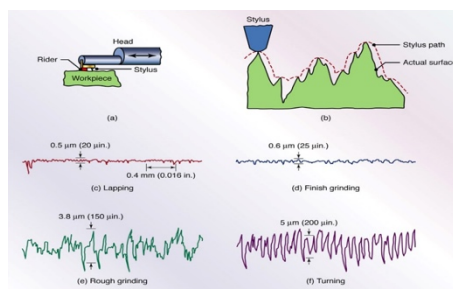 Head
Rider
Stylus
Workpiece
(a)
Stylus
Stylus path
Actual surface
(b)
0.5 µm (20 µin.)
0.4 mm (0.016 in.)
(c) Lapping
0.6 µm (25 µin.)
(d) Finish grinding
3.8 µm (150 µin.)
(e) Rough grinding
5 µm (200 µin.)
(f) Turning